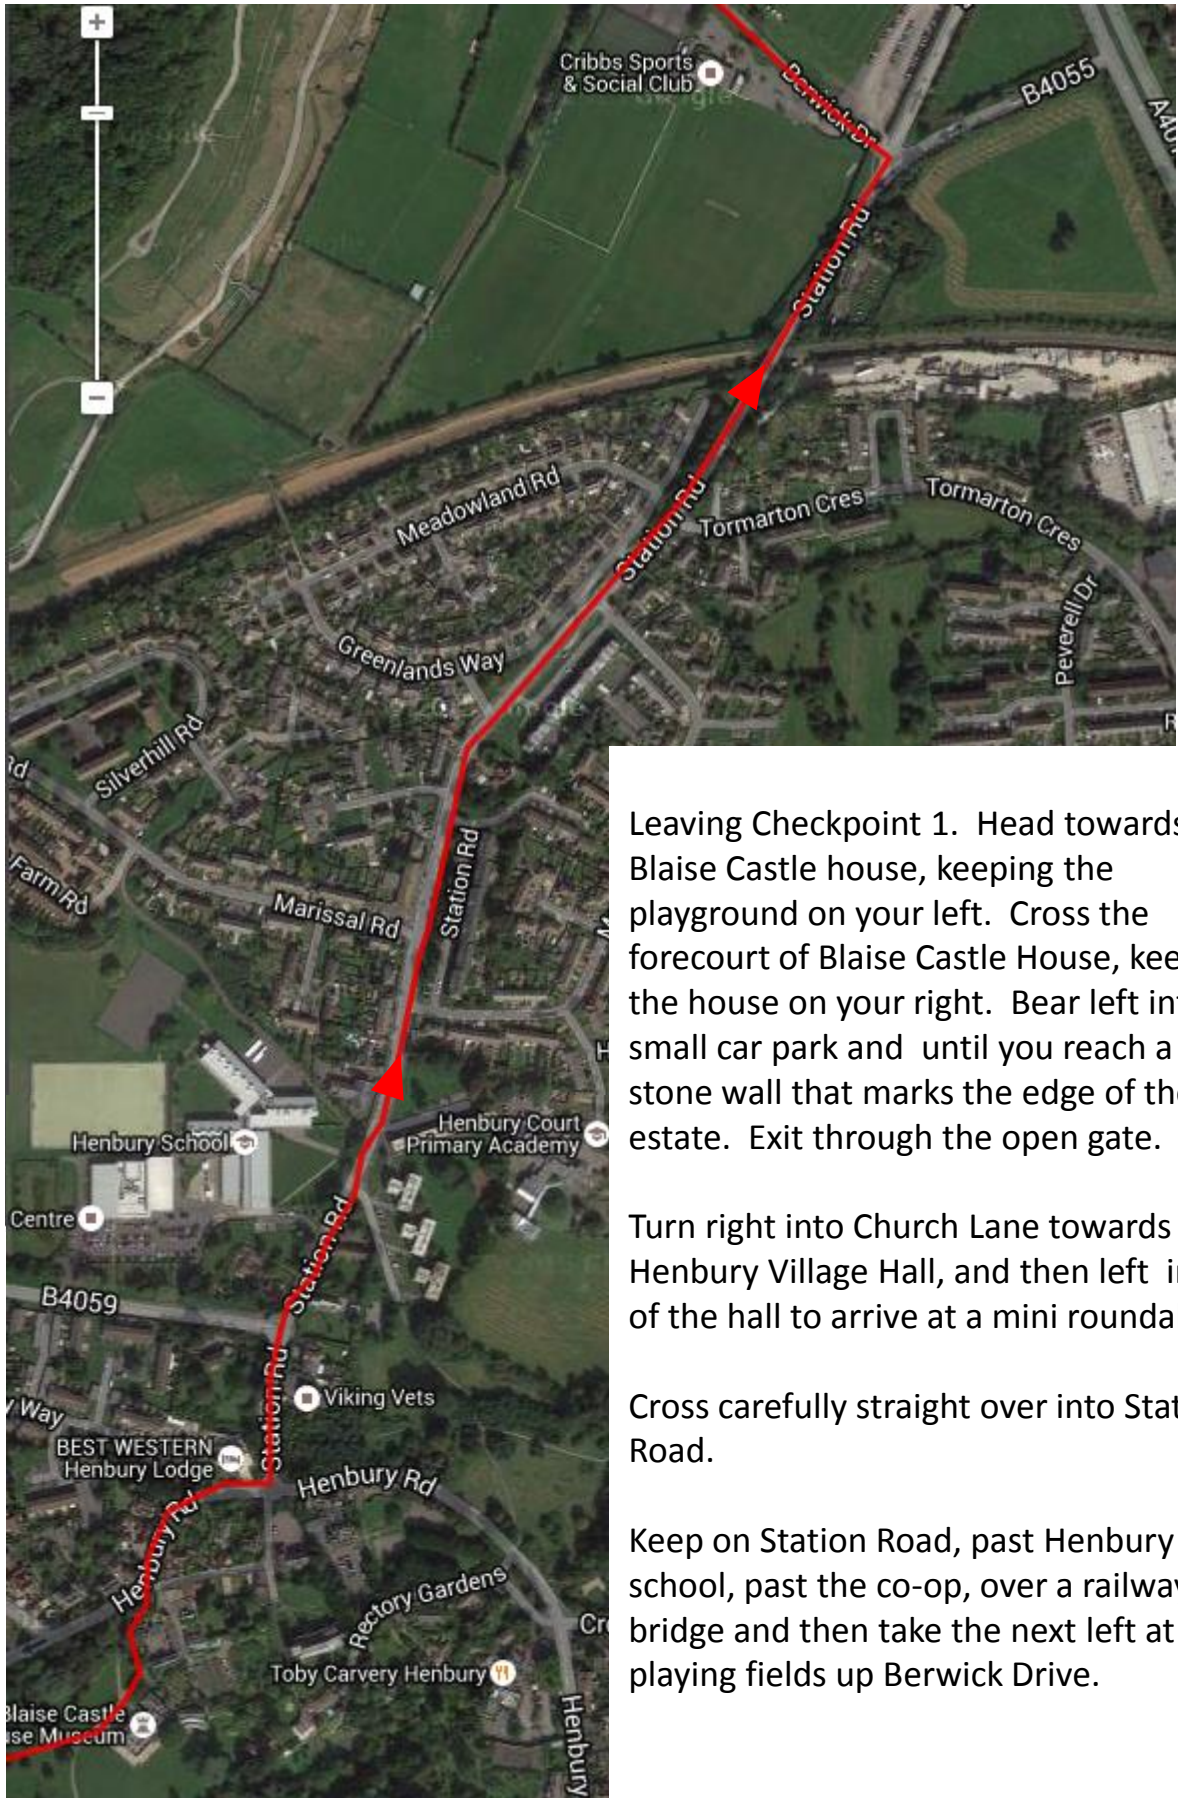 +
Cribbs Sports
& Social Club
Berwick Dr
B4055
Station Rd
−
Meadowland Rd
Station Rd
Tormarton Cres
Tormarton Cres
Peverell Dr
Greenlands Way
Silverhill Rd
Farm Rd
Marissal Rd
Station Rd
Henbury School
Henbury Court
Primary Academy
Centre
Station Rd
B4059
Station Rd
Viking Vets
Way
BEST WESTERN
Henbury Lodge
Henbury Rd
Henbury Rd
Rectory Gardens
Toby Carvery Henbury
Henbury
Blaise Castle
Museum
Leaving Checkpoint 1. Head towards
Blaise Castle house, keeping the
playground on your left. Cross the
forecourt of Blaise Castle House,
the house on your right. Bear left
small car park and until you reach a
stone wall that marks the edge of
estate. Exit through the open gate.
Turn right into Church Lane towards
Henbury Village Hall, and then left
of the hall to arrive at a mini
Cross carefully straight over into
Road.
Keep on Station Road, past Henbury
school, past the co-op, over a
bridge and then take the next left at
playing fields up Berwick Drive.